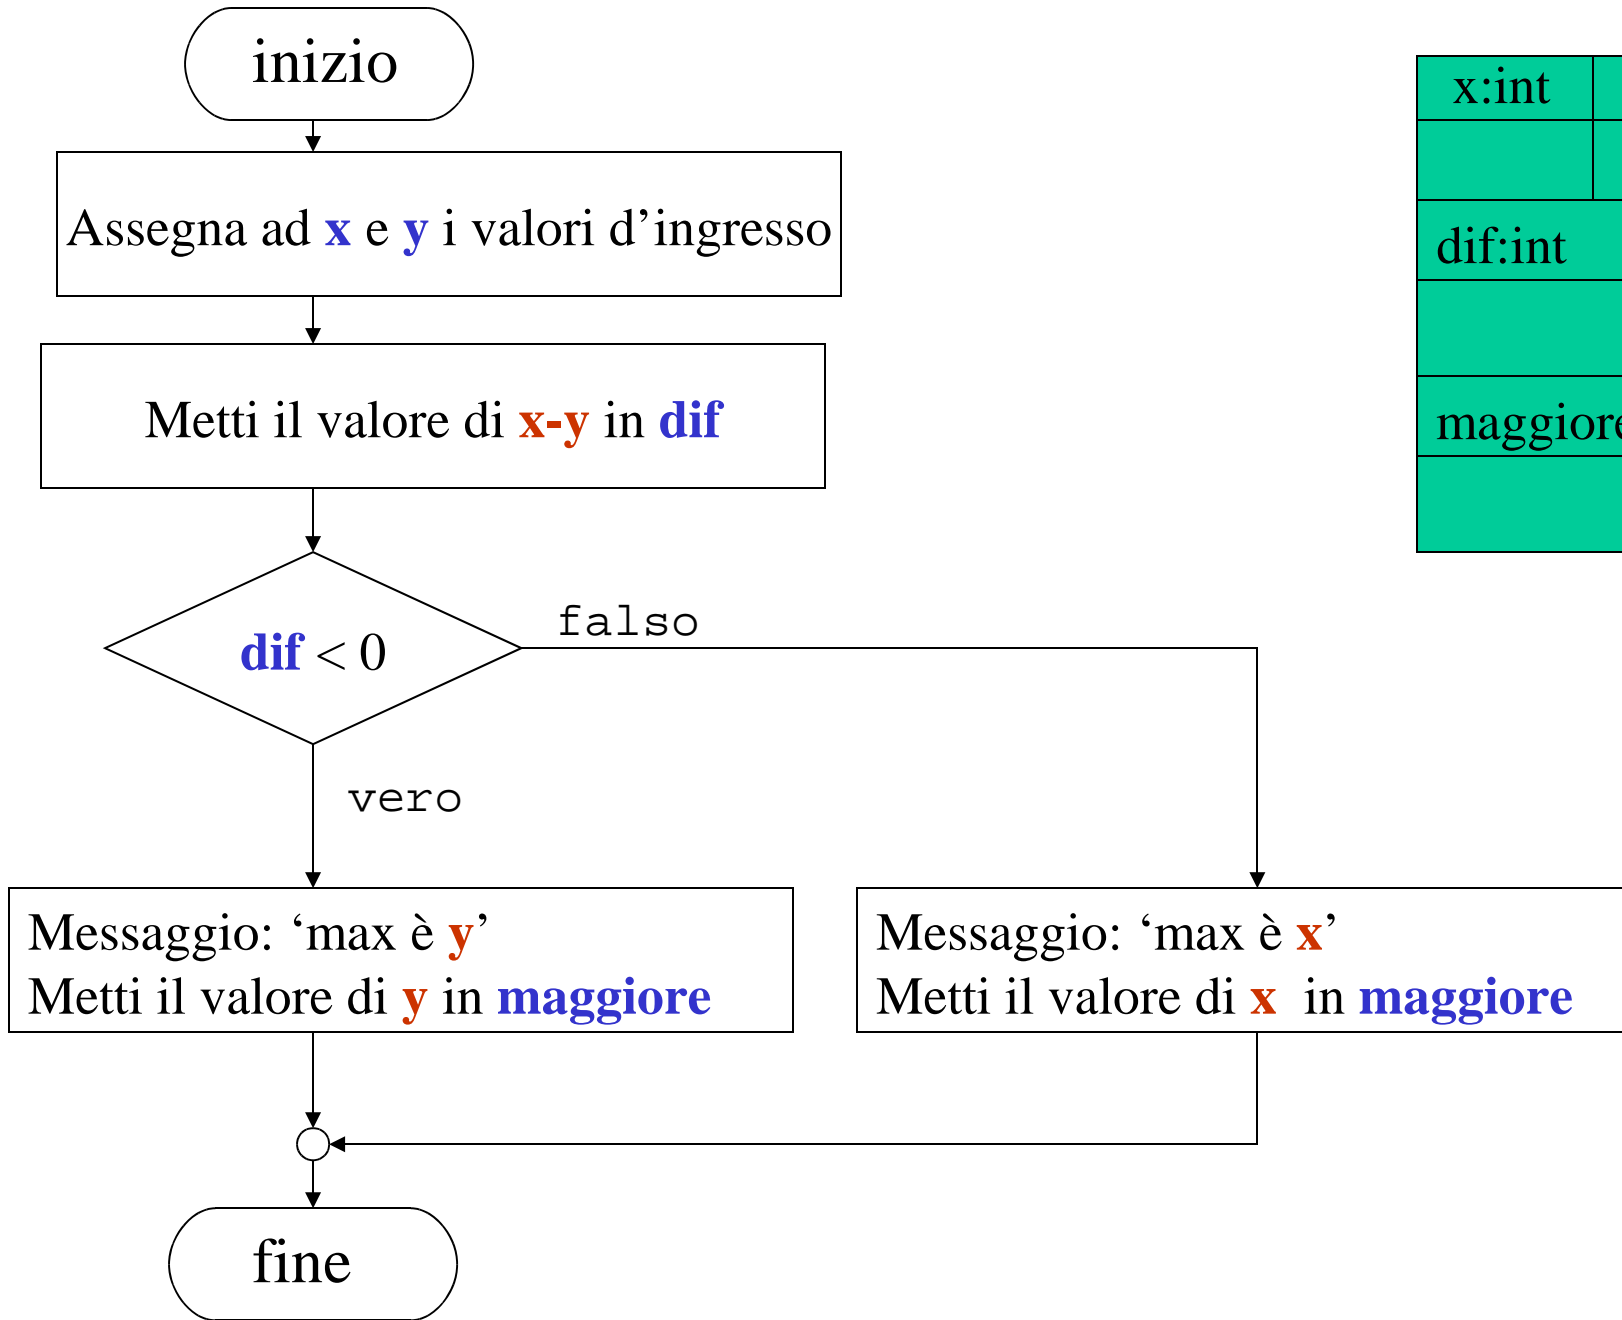 inizio
x:int
Assegna ad x e y i valori d’ingresso
dif:int
Metti il valore di x-y in dif
maggiore
falso
dif < 0
vero
Messaggio: ‘max è y’
Metti il valore di y in maggiore
Messaggio: ‘max è x’
Metti il valore di x in maggiore
fine